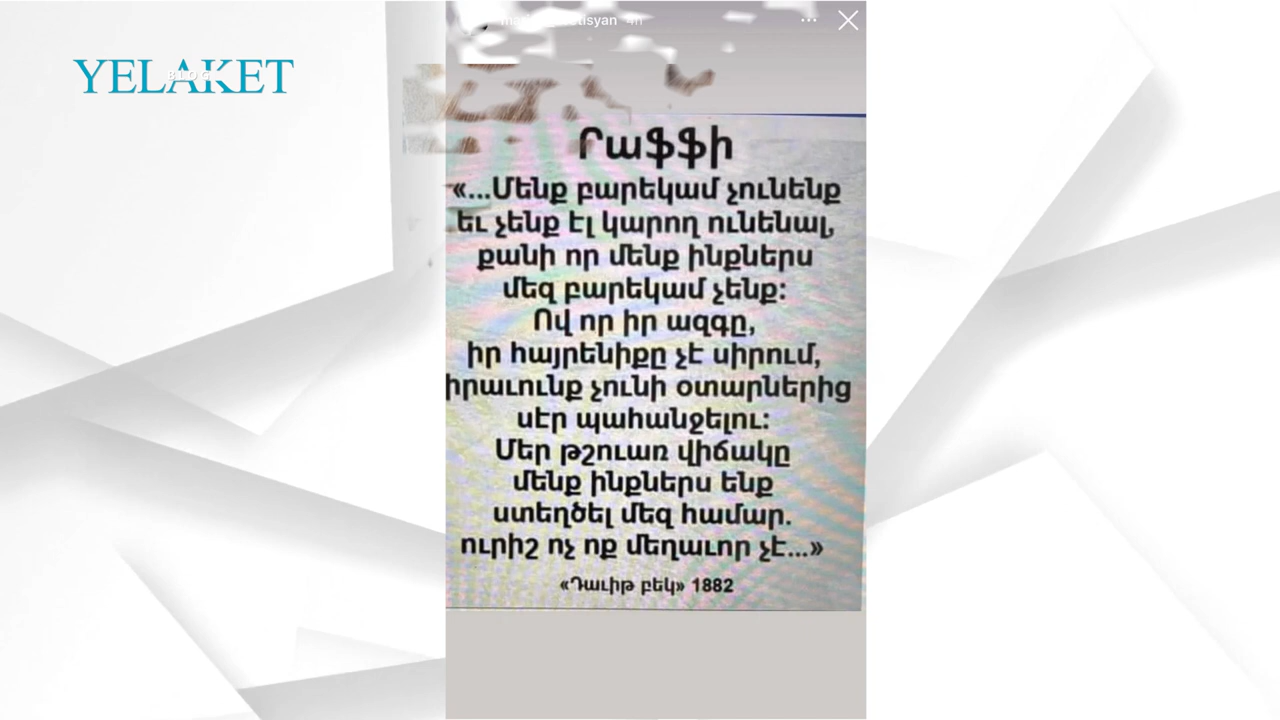 YELAKET
BLOG
4h
Րաֆֆի
«...Մենք բարեկամ չունենք
եւ չենք էլ կարող ունենալ,
քանի որ մենք ինքներս
մեզ բարեկամ չենք:
Ով որ իր ազգը,
իր հայրենիքը չէ սիրում,
իրաւունք չունի օտարներից
սէր պահանջելու:
Մեր թշուառ վիճակը
մենք ինքներս ենք
ստեղծել մեզ համար.
ուրիշ ոչ ոք մեղաւոր չէ...»
«Դաւիթ բեկ» 1882